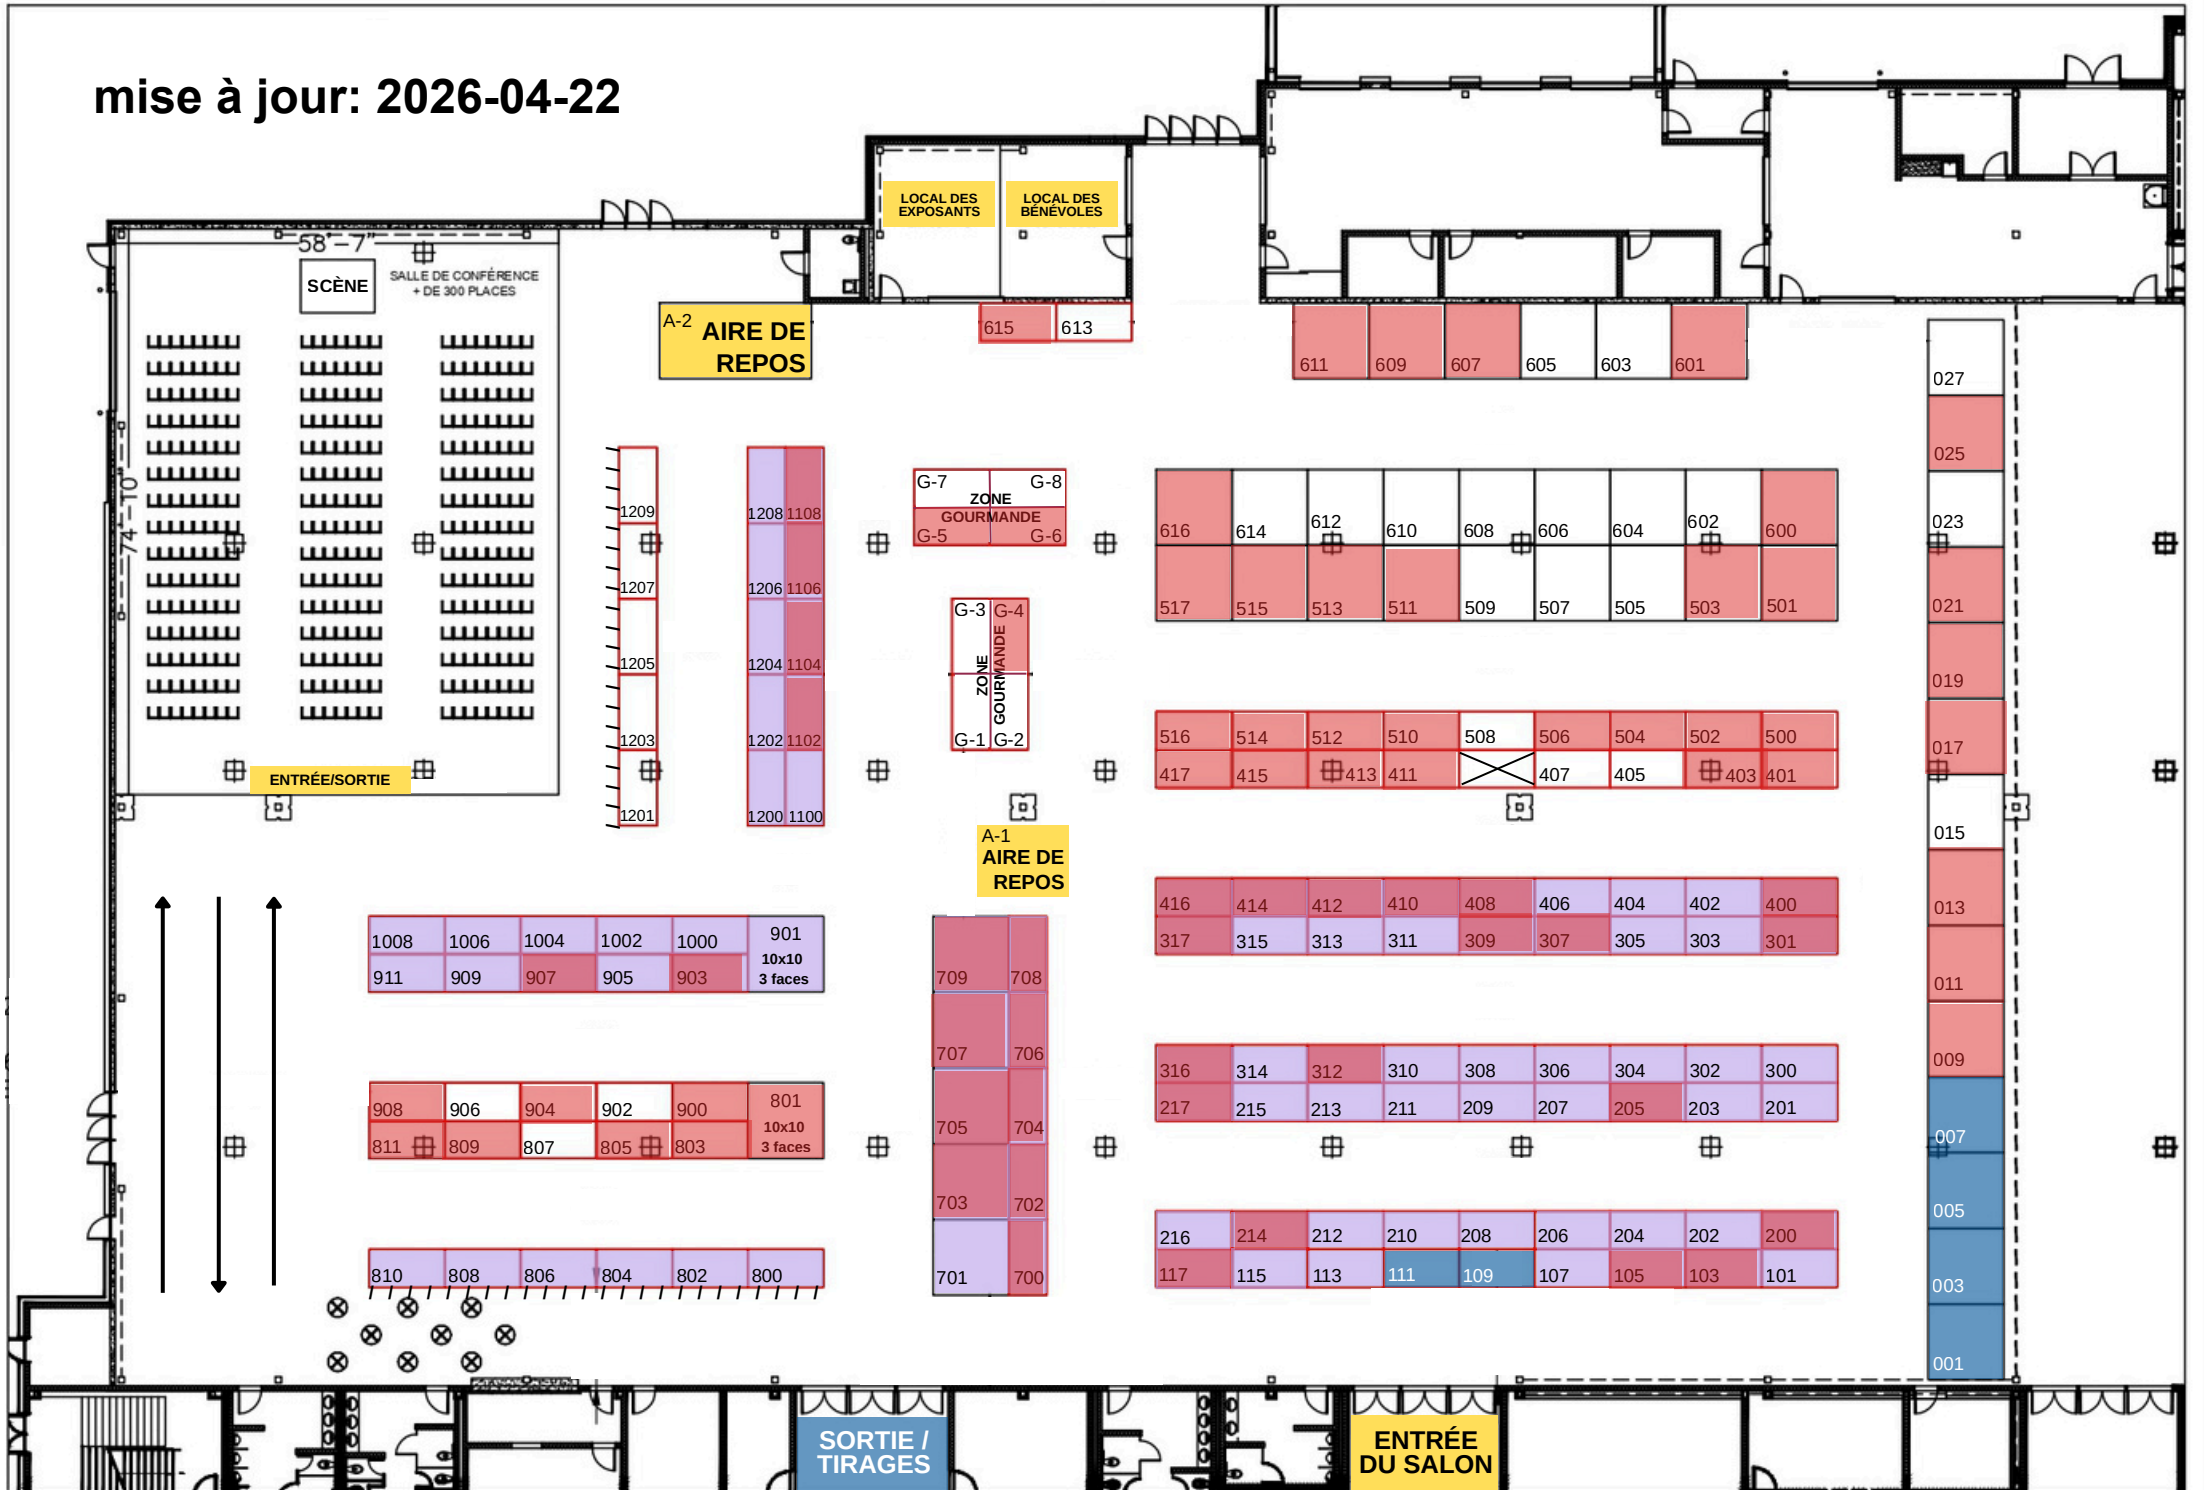 mise à jour: 2026-04-22
LOCAL DES
EXPOSANTS
LOCAL DES
BÉNÉVOLES
58'-7"
SCÈNE
SALLE DE CONFÉRENCE
+ DE 300 PLACES
74'-10"
ENTRÉE/SORTIE
A-2
AIRE DE
REPOS
615 613
611 609 607 605 603 601
027
025
023
021
019
017
015
013
011
009
007
005
003
001
1209
1207
1205
1203
1201
1208 1108
1206 1106
1204 1104
1202 1102
1200 1100
G-7 G-8
ZONE
GOURMANDE
G-5 G-6
G-3 G-4
ZONE
GOURMANDE
G-1 G-2
616 614 612 610 608 606 604 602 600
517 515 513 511 509 507 505 503 501
516 514 512 510 508 506 504 502 500
417 415 413 411 407 405 403 401
A-1
AIRE DE
REPOS
416 414 412 410 408 406 404 402 400
317 315 313 311 309 307 305 303 301
1008 1006 1004 1002 1000
911 909 907 905 903
901
10x10
3 faces
709 708
707 706
705 704
703 702
701 700
316 314 312 310 308 306 304 302 300
217 215 213 211 209 207 205 203 201
908 906 904 902 900
811 809 807 805 803
801
10x10
3 faces
216 214 212 210 208 206 204 202 200
117 115 113 111 109 107 105 103 101
810 808 806 804 802 800
SORTIE /
TIRAGES
ENTRÉE
DU SALON